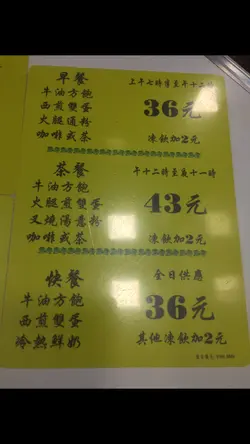 早餐
上午七時至午十二時
牛油方飽
西煎雙蛋
火腿通粉
咖啡或茶
36元
凍飲加2元
茶餐
午十二時至夜十一時
牛油方飽
火腿煎雙蛋
叉燒湯意粉
咖啡或茶
43元
凍飲加2元
快餐
全日供應
牛油方飽
西煎雙蛋
冷熱鮮奶
36元
其他凍飲加2元